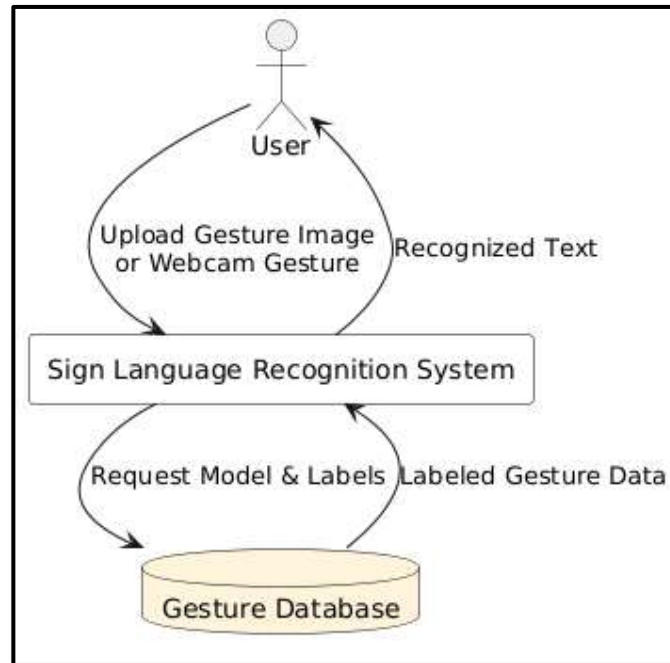 User
Upload Gesture Image
or Webcam Gesture
Recognized Text
Sign Language Recognition System
Request Model & Labels
Labeled Gesture Data
Gesture Database